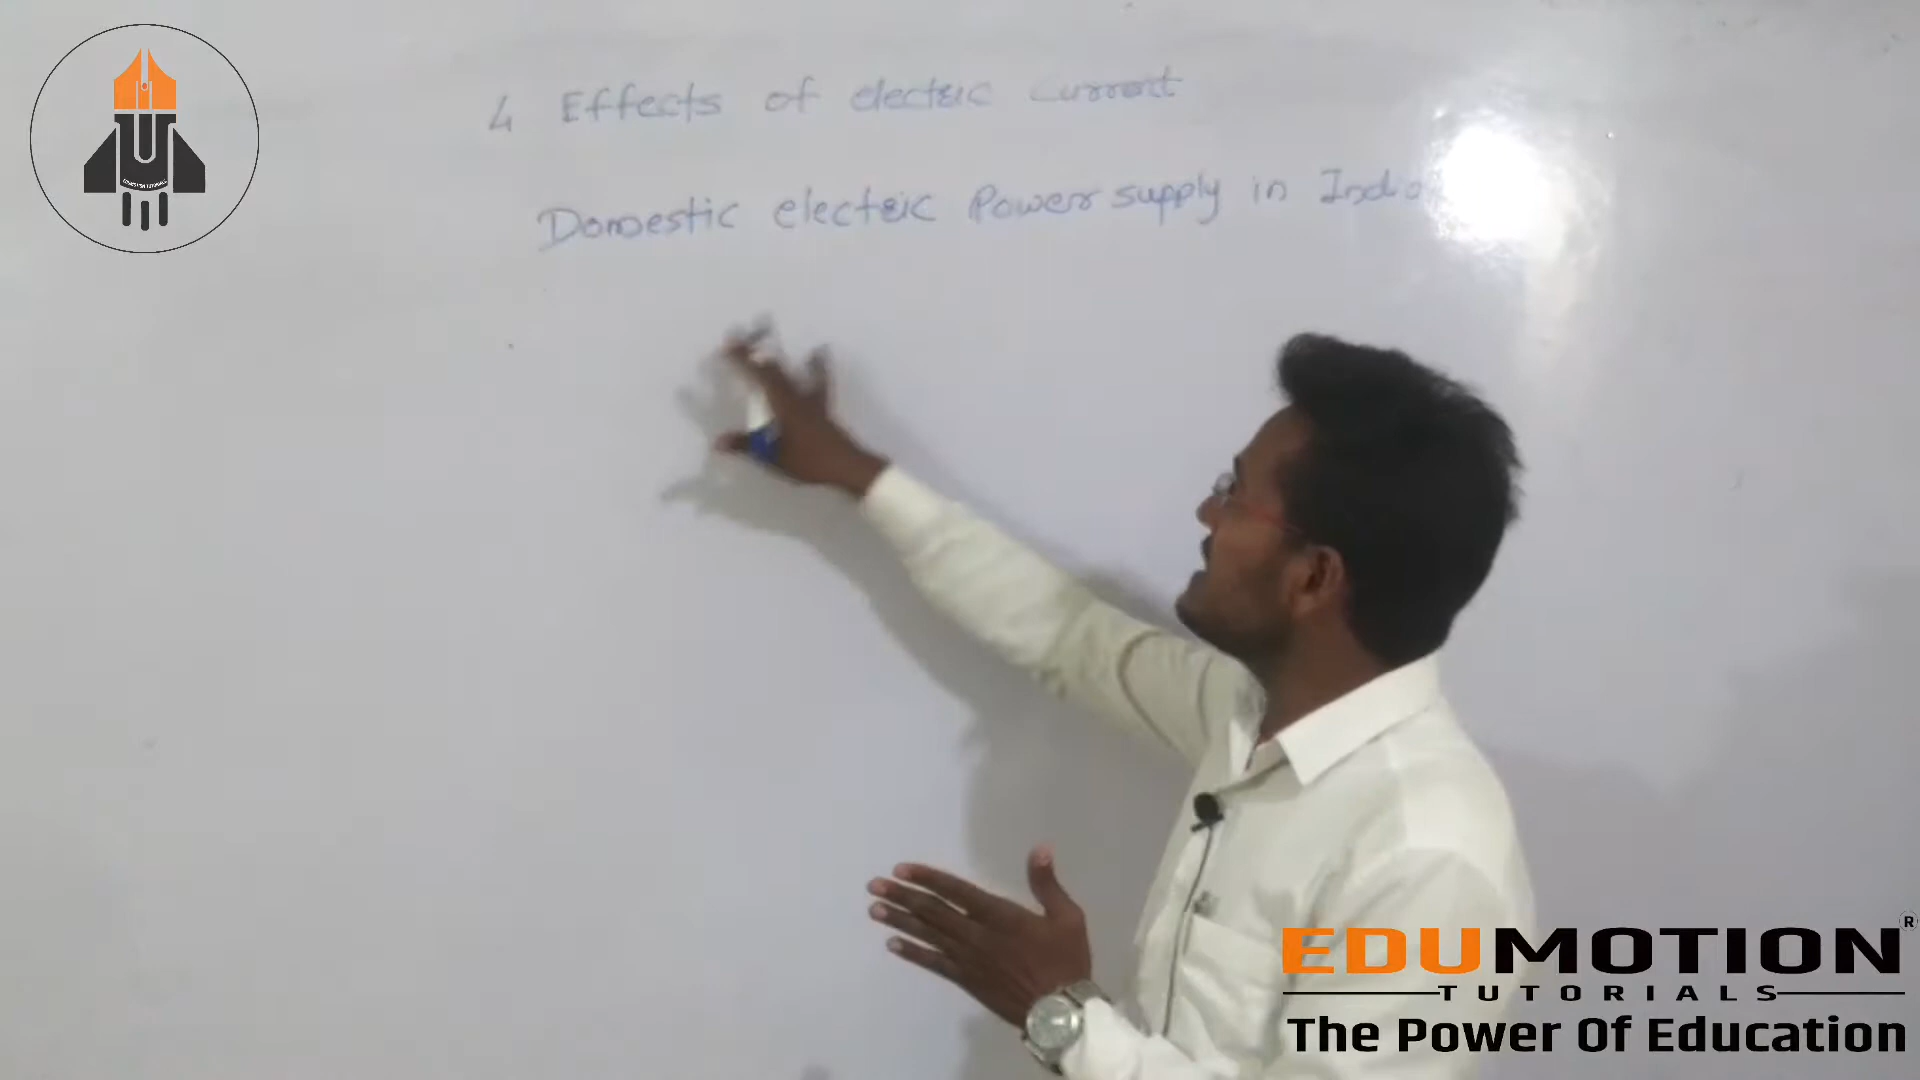 4 Effects of electric current
Domestic electric Power supply in India
EDUMOTION®
TUTORIALS
The Power Of Education